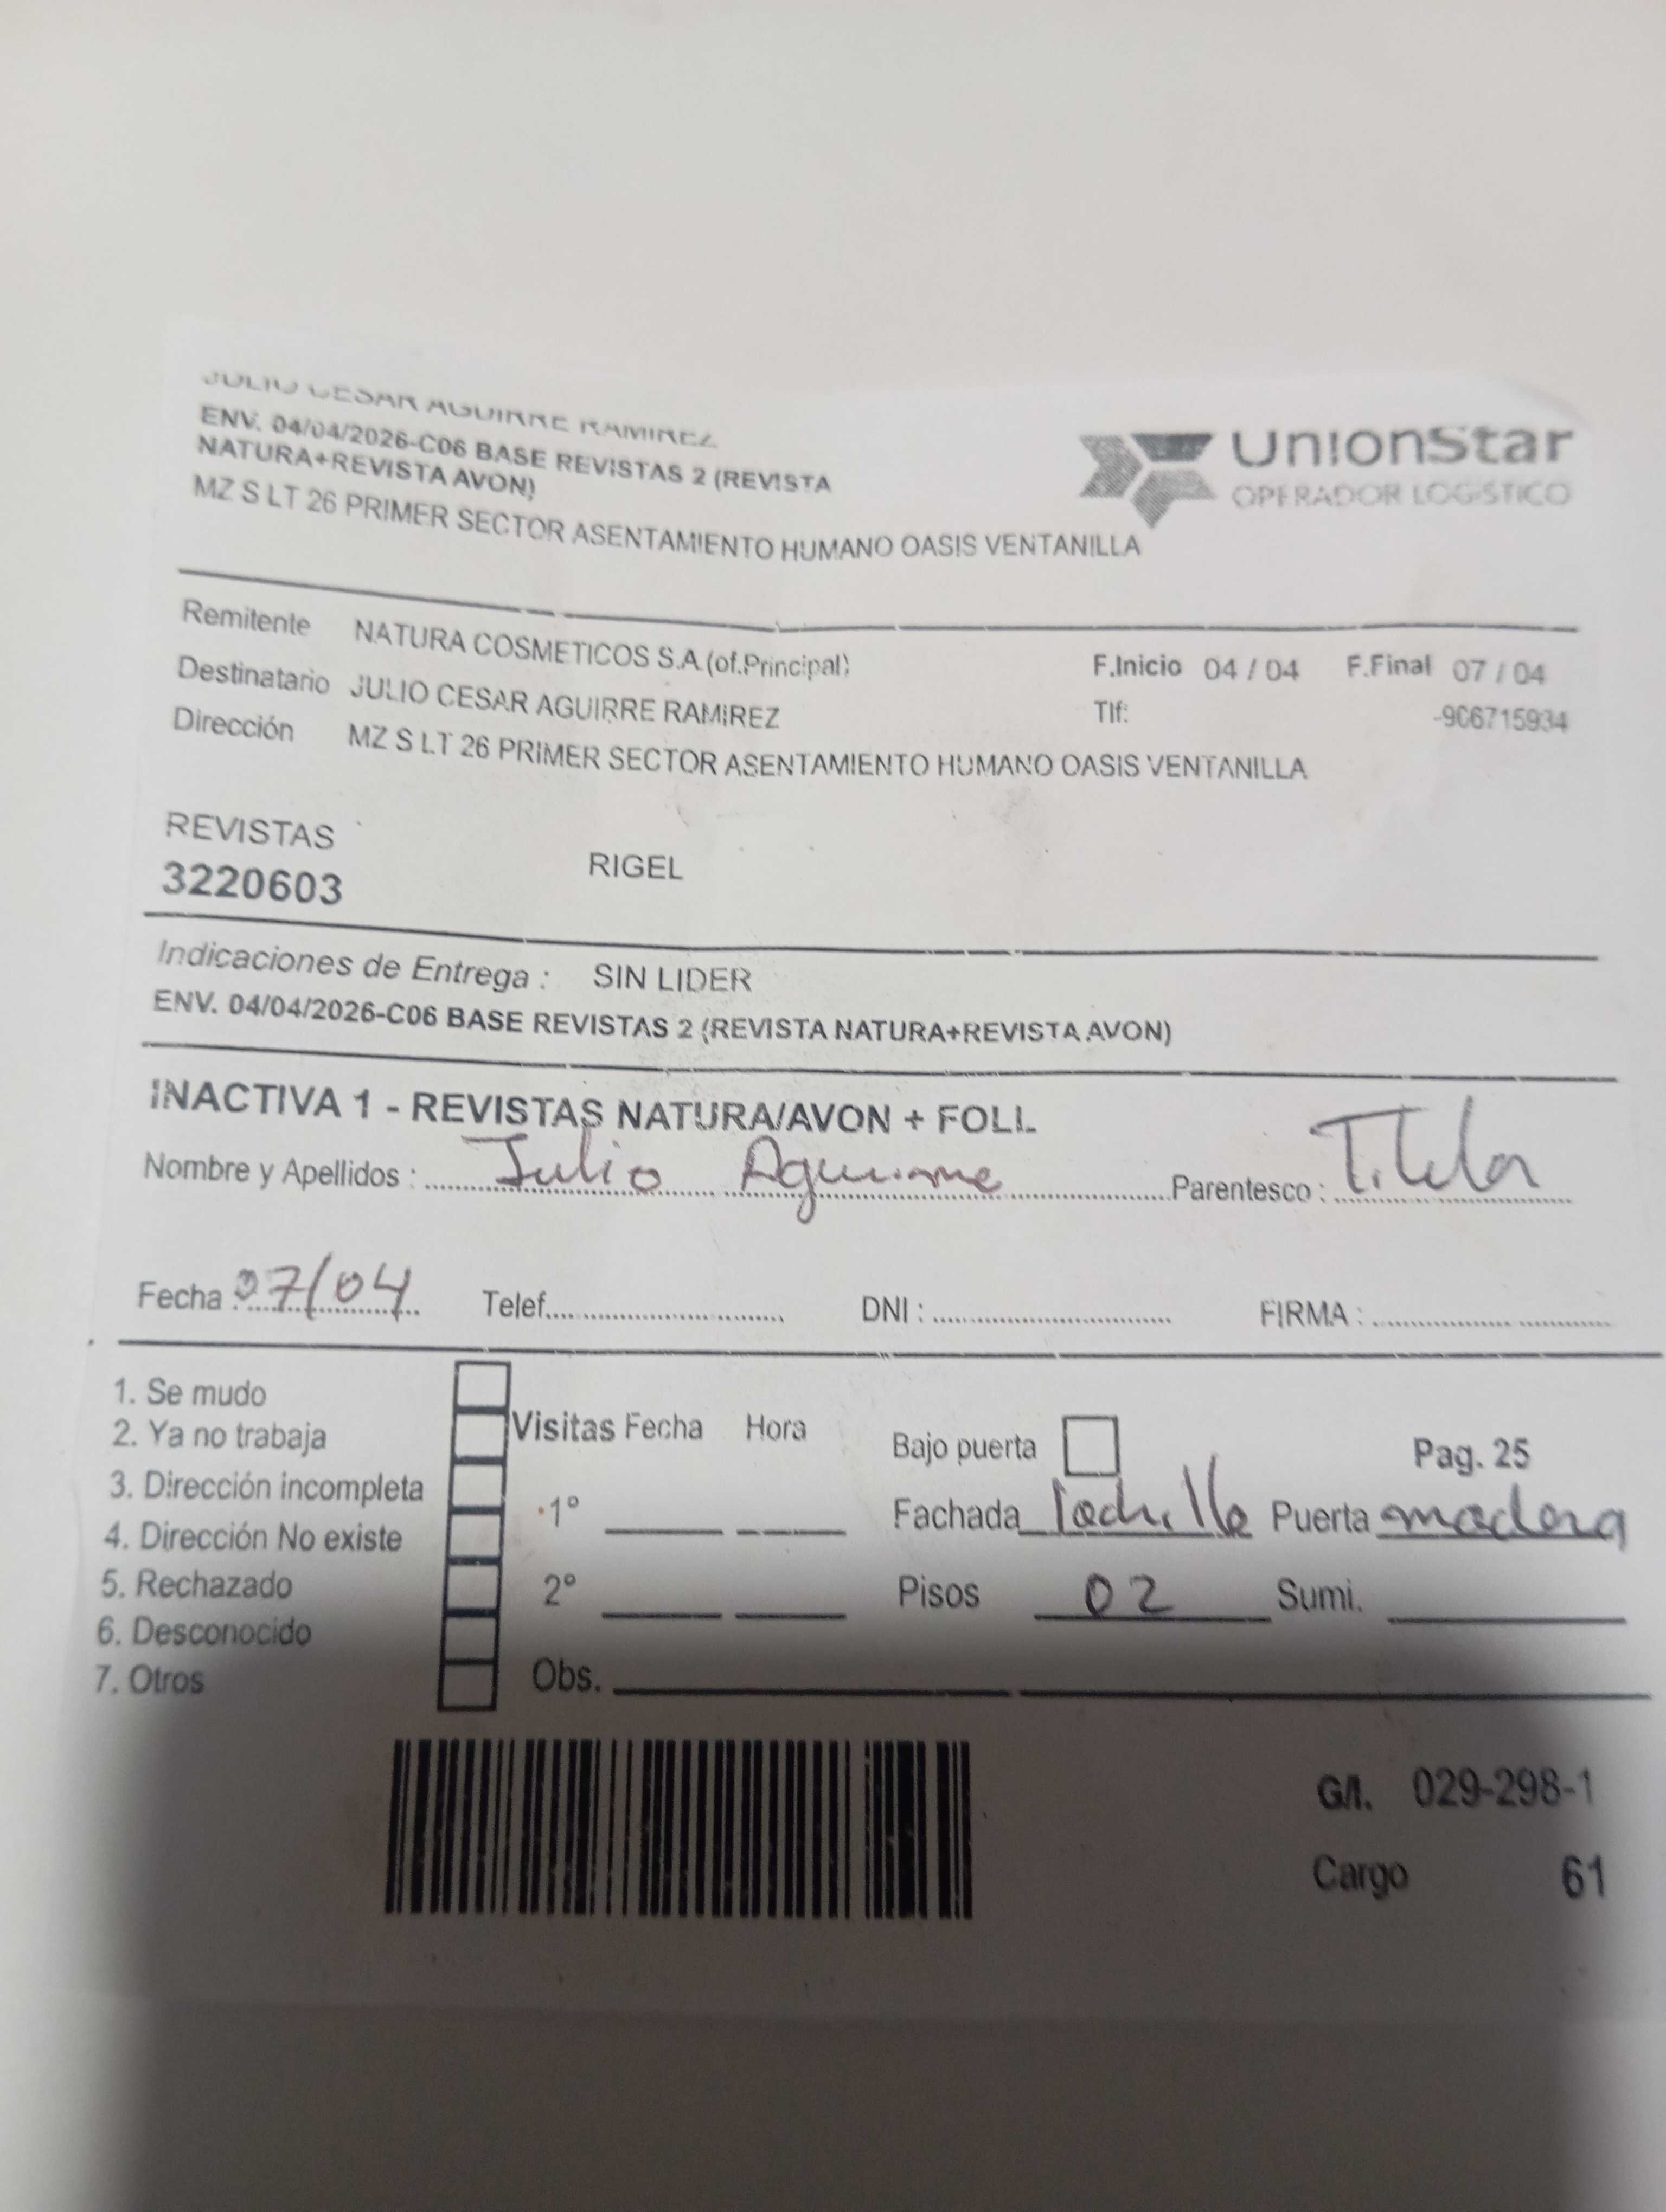 JULIO CESAR AGUIRRE RAMIREZ
ENV. 04/04/2026-C06 BASE REVISTAS 2 (REVISTA
NATURA+REVISTA AVON)
MZ S LT 26 PRIMER SECTOR ASENTAMIENTO HUMANO OASIS VENTANILLA
UnionStar
OPERADOR LOGISTICO
Remitente NATURA COSMETICOS S.A.(of.Principal)
F.Inicio 04 / 04 F.Final 07 / 04
Destinatario JULIO CESAR AGUIRRE RAMIREZ
Tlf: -906715934
Dirección MZ S LT 26 PRIMER SECTOR ASENTAMIENTO HUMANO OASIS VENTANILLA
REVISTAS
3220603 RIGEL
Indicaciones de Entrega : SIN LIDER
ENV. 04/04/2026-C06 BASE REVISTAS 2 (REVISTA NATURA+REVISTA AVON)
INACTIVA 1 - REVISTAS NATURA/AVON + FOLL
Nombre y Apellidos : Julio Aguirre Parentesco :
Fecha : 07/04 Telef. DNI : FIRMA :
1. Se mudo
2. Ya no trabaja
3. Dirección incompleta
4. Dirección No existe
5. Rechazado
6. Desconocido
7. Otros
Visitas Fecha Hora
1°
2°
Obs.
Bajo puerta Pag. 25
Fachada ladrillo Puerta madera
Pisos 02 Sumi.
G/I. 029-298-1
Cargo 61